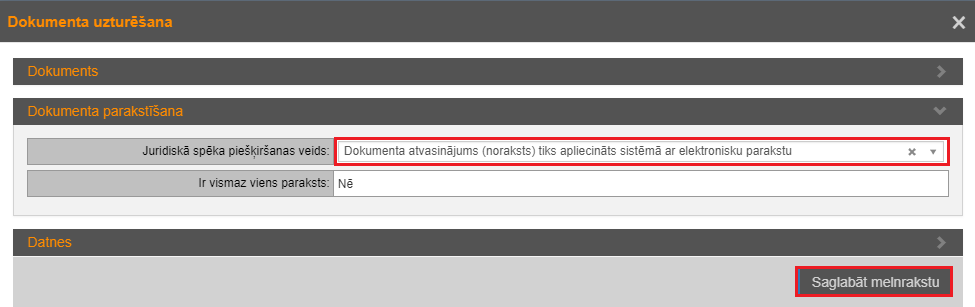 Dokumenta uzturēšana
Dokuments
Dokumenta parakstīšana
Juridiskā spēka piešķiršanas veids: Dokumenta atvasinājums (noraksts) tiks apliecināts sistēmā ar elektronisku parakstu
Ir vismaz viens paraksts: Nē
Datnes
Saglabāt melnrakstu